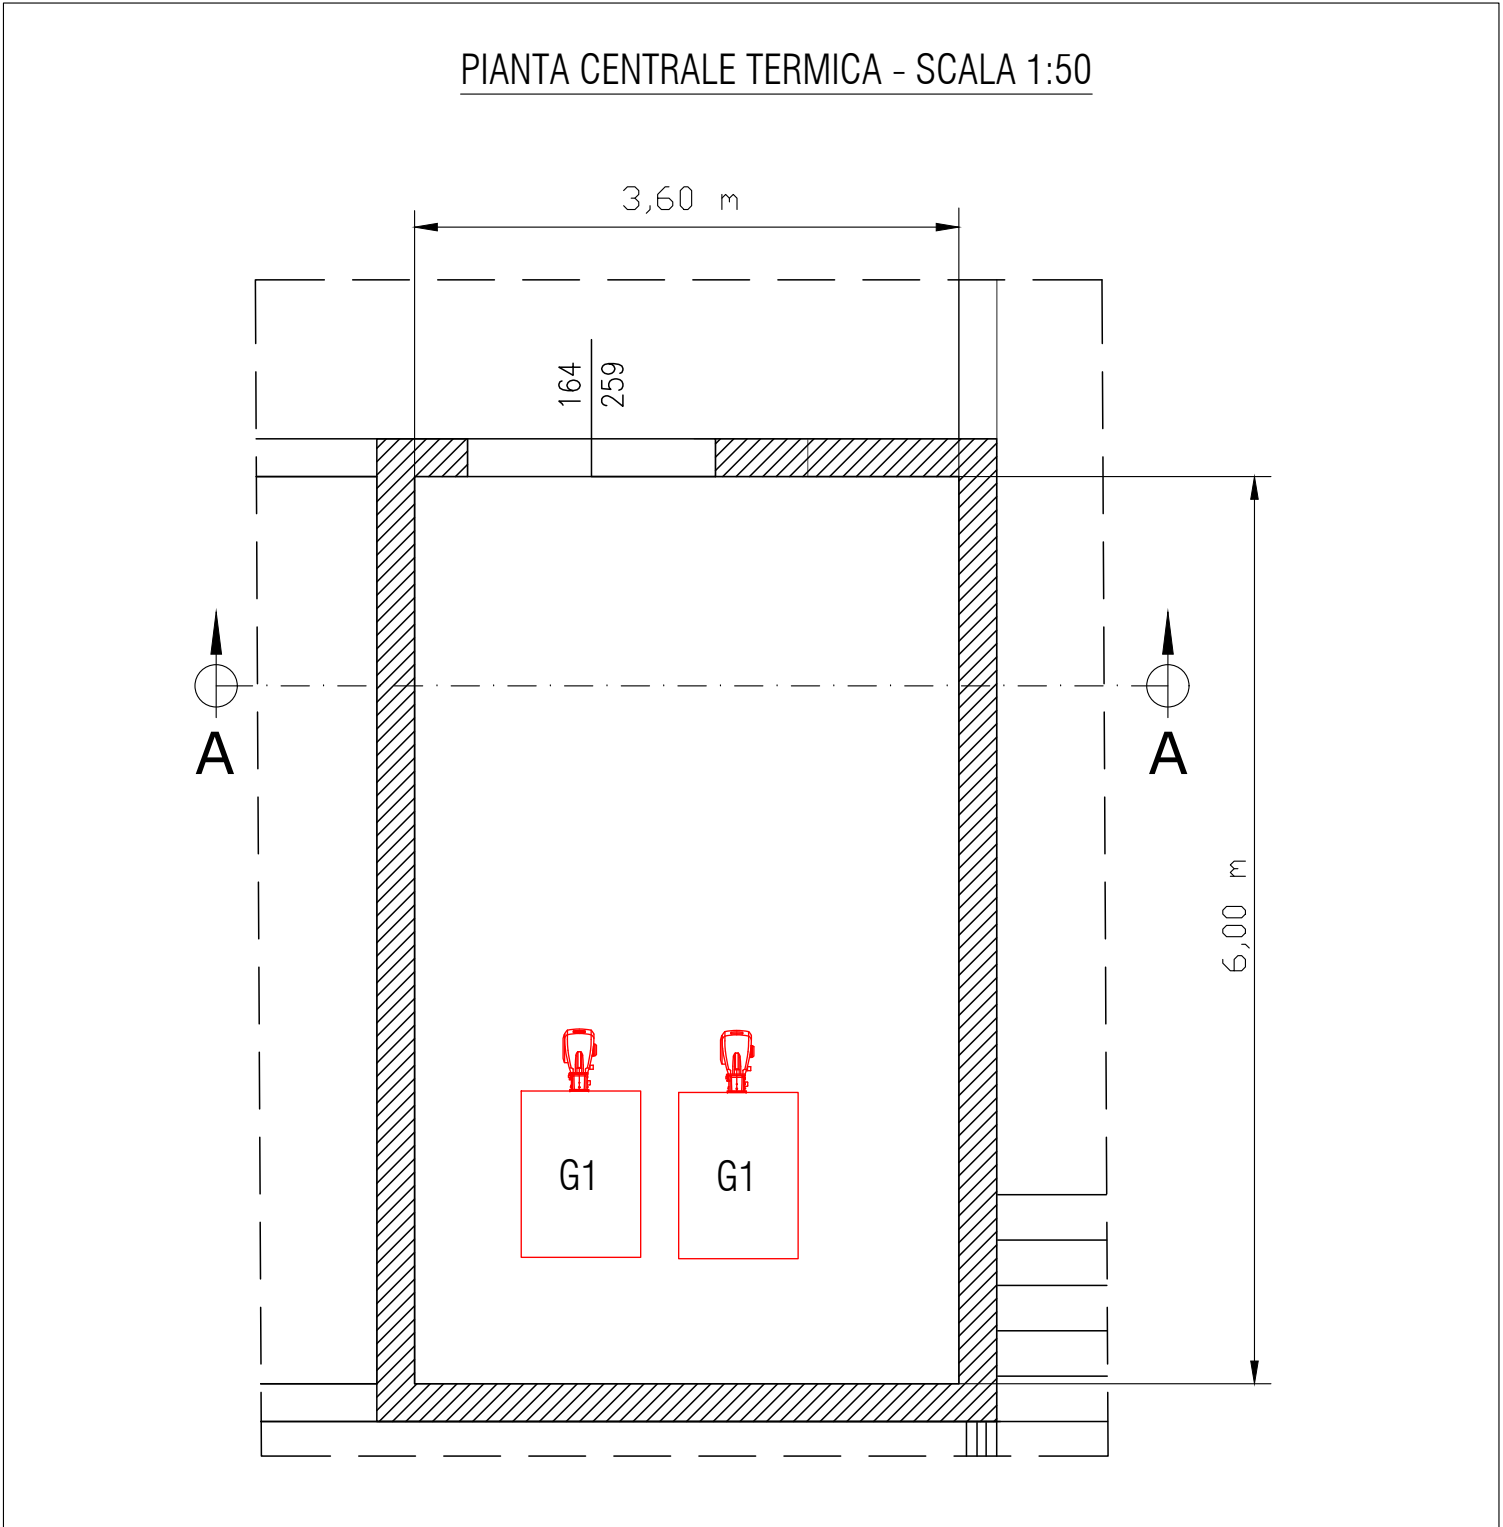 PIANTA CENTRALE TERMICA - SCALA 1:50
3,60 m
164
259
A
A
6,00 m
G1
G1